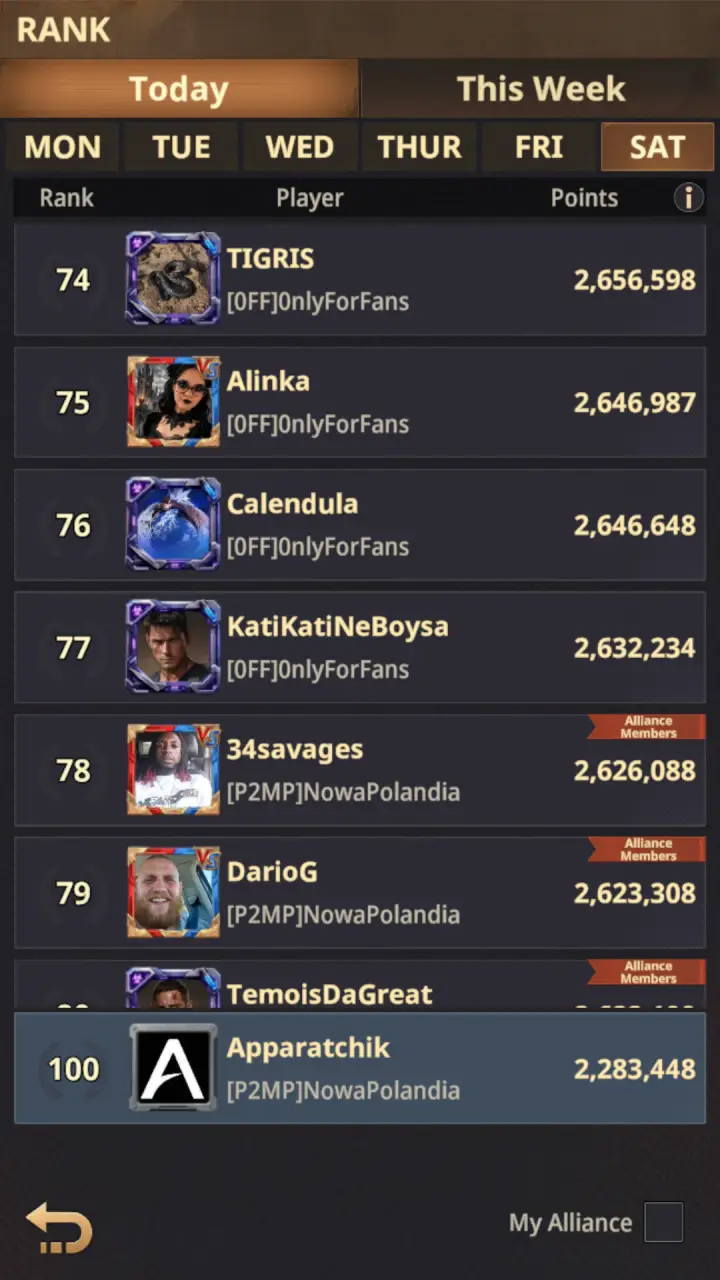 RANK
Today
This Week
MON TUE WED THUR FRI SAT
Rank Player Points
74
TIGRIS
[0FF]0nlyForFans
2,656,598
75
Alinka
[0FF]0nlyForFans
2,646,987
76
Calendula
[0FF]0nlyForFans
2,646,648
77
KatiKatiNeBoysa
[0FF]0nlyForFans
2,632,234
Alliance
Members
78
34savages
[P2MP]NowaPolandia
2,626,088
Alliance
Members
79
DarioG
[P2MP]NowaPolandia
2,623,308
Alliance
Members
TemoisDaGreat
100
Apparatchik
[P2MP]NowaPolandia
2,283,448
My Alliance